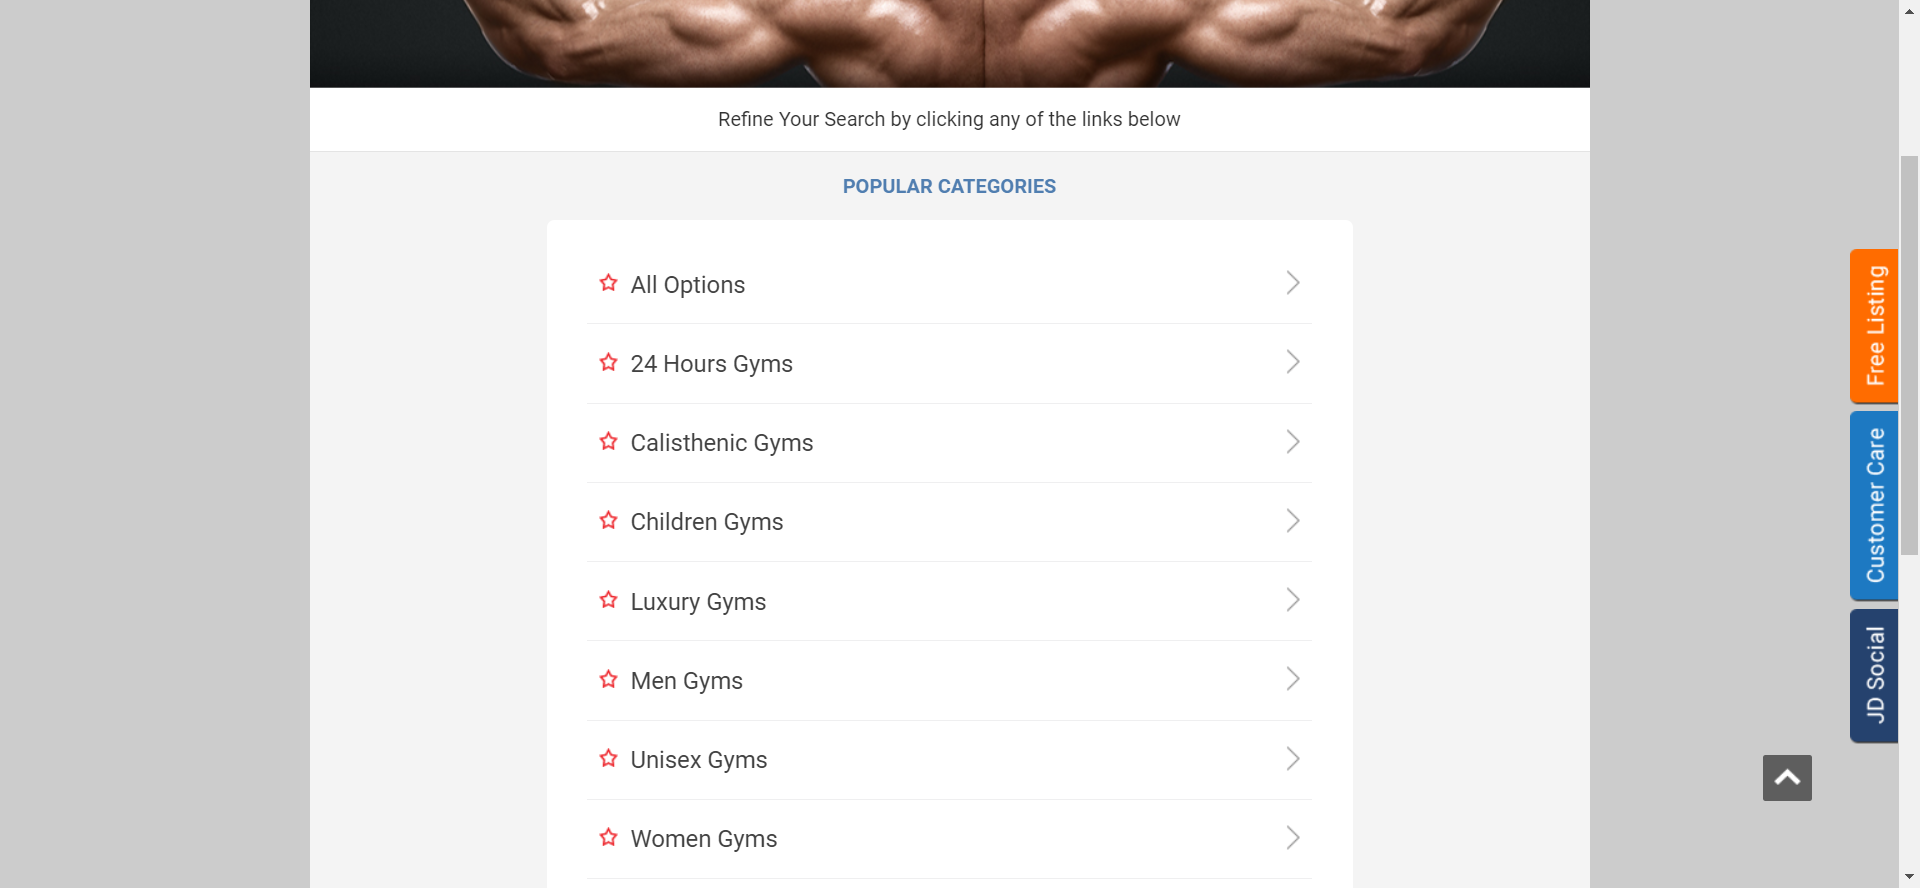 Refine Your Search by clicking any of the links below
POPULAR CATEGORIES
All Options
24 Hours Gyms
Calisthenic Gyms
Children Gyms
Luxury Gyms
Men Gyms
Unisex Gyms
Women Gyms
Free Listing
Customer Care
JD Social